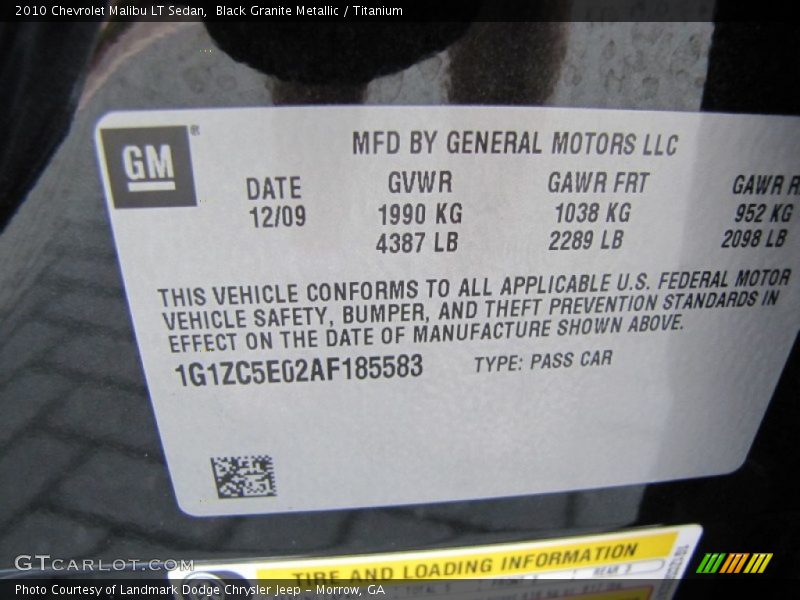 2010 Chevrolet Malibu LT Sedan, Black Granite Metallic / Titanium
GM®
MFD BY GENERAL MOTORS LLC
DATE GVWR GAWR FRT GAWR R
12/09 1990 KG 1038 KG 952 KG
4387 LB 2289 LB 2098 LB
THIS VEHICLE CONFORMS TO ALL APPLICABLE U.S. FEDERAL MOTOR
VEHICLE SAFETY, BUMPER, AND THEFT PREVENTION STANDARDS IN
EFFECT ON THE DATE OF MANUFACTURE SHOWN ABOVE.
1G1ZC5E02AF185583 TYPE: PASS CAR
TIRE AND LOADING INFORMATION
GTCARLOT.COM
Photo Courtesy of Landmark Dodge Chrysler Jeep – Morrow, GA